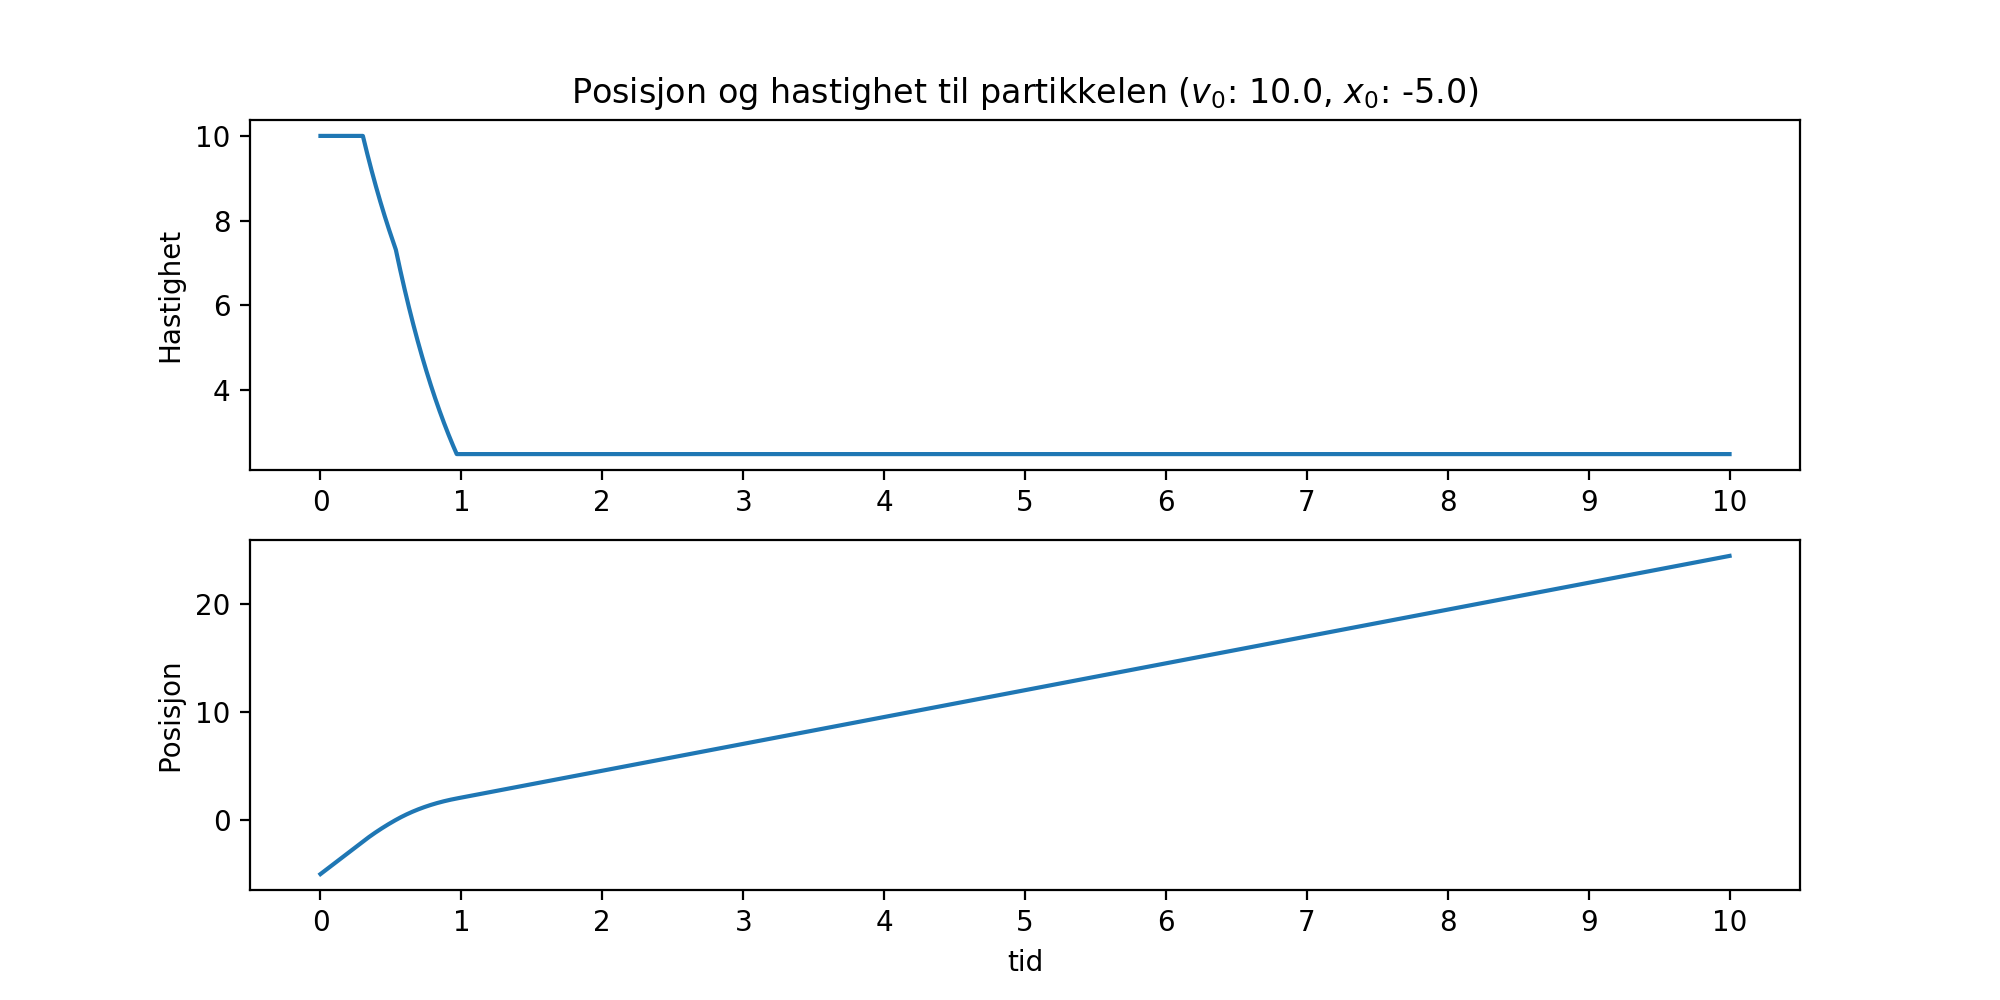 Posisjon og hastighet til partikkelen (v₀: 10.0, x₀: -5.0)
Hastighet
10
8
6
4
0 1 2 3 4 5 6 7 8 9 10
Posisjon
20
10
0
0 1 2 3 4 5 6 7 8 9 10
tid